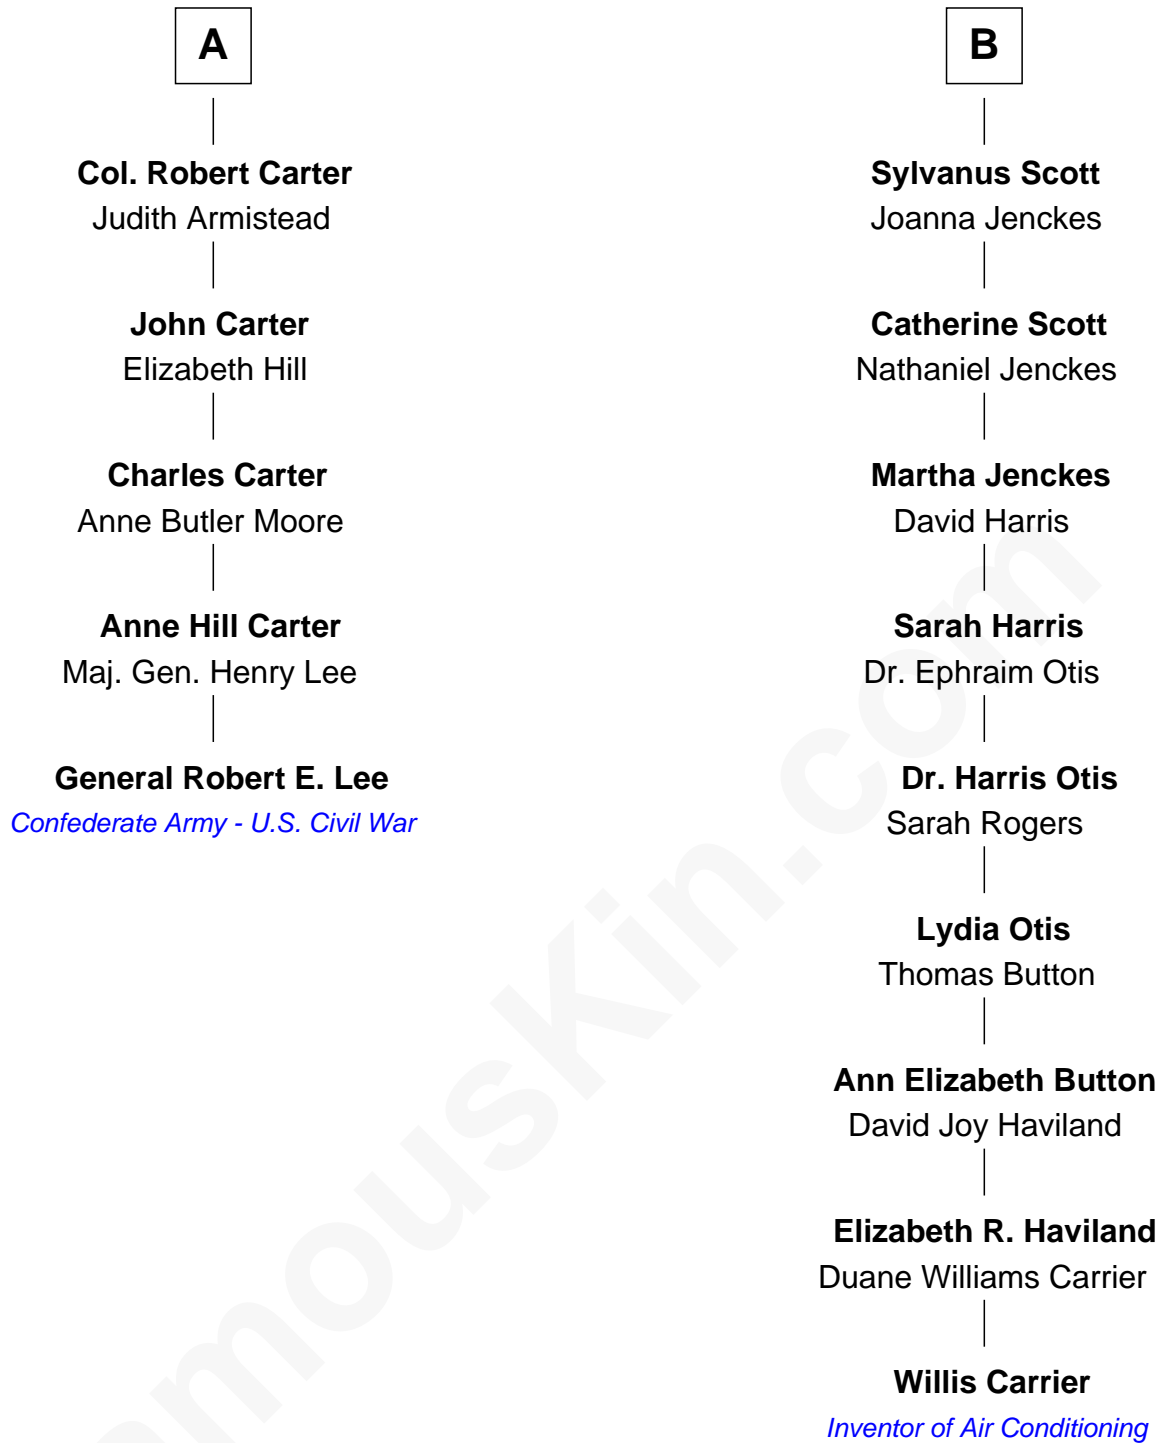 A
Col. Robert Carter
Judith Armistead
John Carter
Elizabeth Hill
Charles Carter
Anne Butler Moore
Anne Hill Carter
Maj. Gen. Henry Lee
General Robert E. Lee
Confederate Army - U.S. Civil War
B
Sylvanus Scott
Joanna Jenckes
Catherine Scott
Nathaniel Jenckes
Martha Jenckes
David Harris
Sarah Harris
Dr. Ephraim Otis
Dr. Harris Otis
Sarah Rogers
Lydia Otis
Thomas Button
Ann Elizabeth Button
David Joy Haviland
Elizabeth R. Haviland
Duane Williams Carrier
Willis Carrier
Inventor of Air Conditioning
amousKin.com